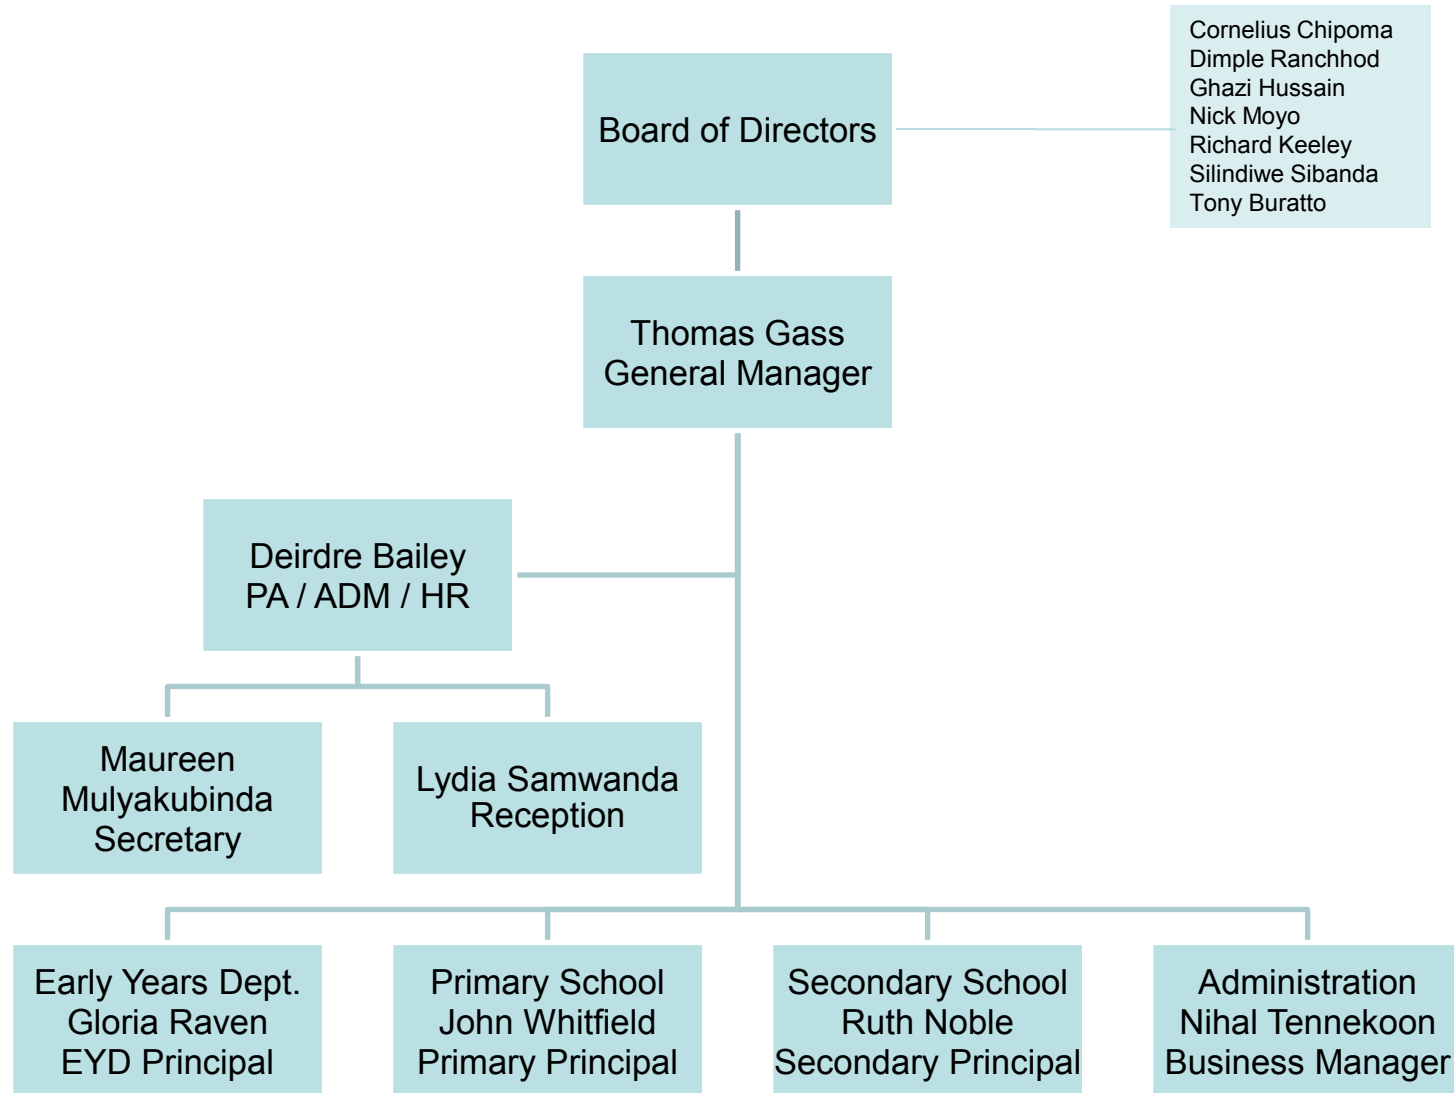 Cornelius Chipoma
Dimple Ranchhod
Ghazi Hussain
Nick Moyo
Richard Keeley
Silindiwe Sibanda
Tony Buratto
Board of Directors
Thomas Gass
General Manager
Deirdre Bailey
PA / ADM / HR
Maureen
Mulyakubinda
Secretary
Lydia Samwanda
Reception
Early Years Dept.
Gloria Raven
EYD Principal
Primary School
John Whitfield
Primary Principal
Secondary School
Ruth Noble
Secondary Principal
Administration
Nihal Tennekoon
Business Manager